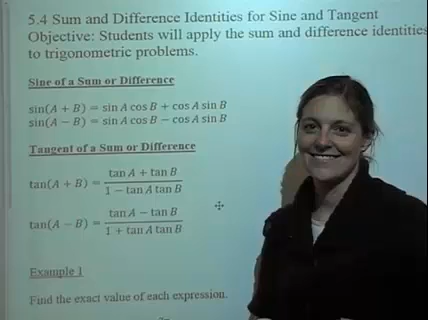 5.4 Sum and Difference Identities for Sine and Tangent
Objective: Students will apply the sum and difference identities
to trigonometric problems.
Sine of a Sum or Difference
sin(A + B) = sin A cos B + cos A sin B
sin(A − B) = sin A cos B − cos A sin B
Tangent of a Sum or Difference
tan(A + B) = (tan A + tan B) / (1 − tan A tan B)
tan(A − B) = (tan A − tan B) / (1 + tan A tan B)
Example 1
Find the exact value of each expression.